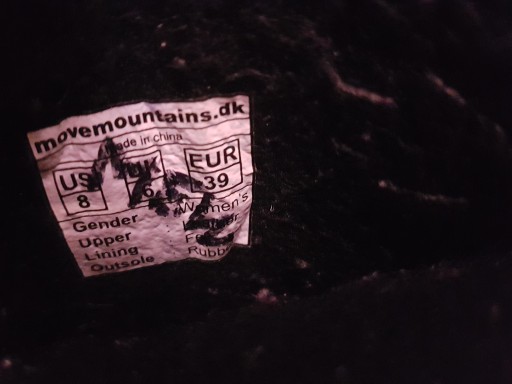 movemountains.dk
made in china
US UK EUR
8 6 39
Gender Women's
Upper
Lining
Outsole Rubber